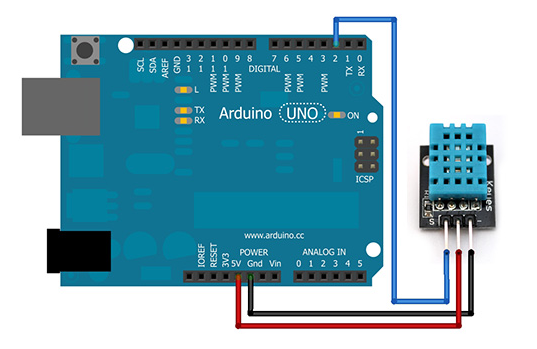 SCL
SDA
AREF
GND
13
12
11 PWM
10 PWM
9 PWM
8
DIGITAL
7
6 PWM
5 PWM
4
3 PWM
2
1 TX
0 RX
L
TX
RX
Arduino UNO
ON
1
ICSP
Keyes
S
-
www.arduino.cc
POWER
ANALOG IN
IOREF
RESET
3V3
5V
Gnd
Vin
0 1 2 3 4 5